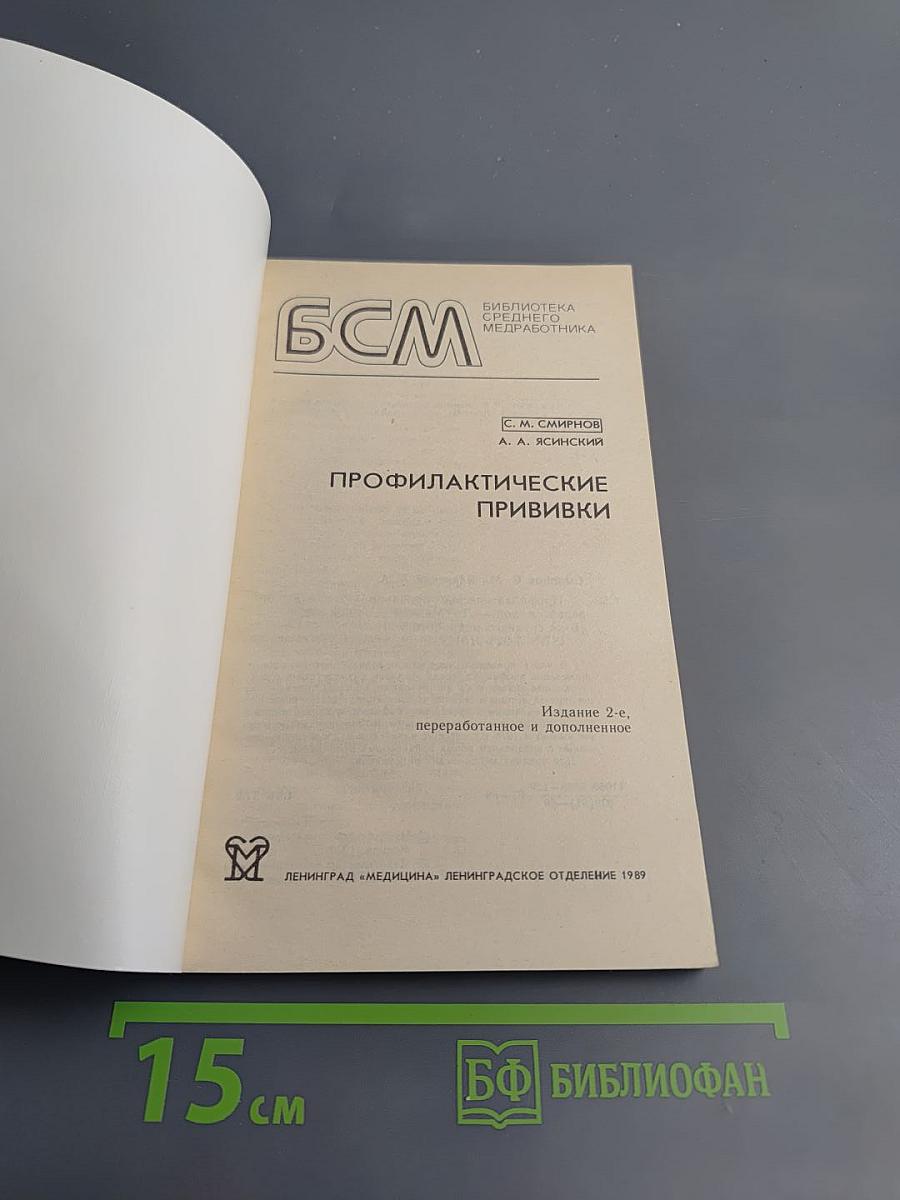 БСМ
БИБЛИОТЕКА
СРЕДНЕГО
МЕДРАБОТНИКА
С. М. СМИРНОВ
А. А. ЯСИНСКИЙ
ПРОФИЛАКТИЧЕСКИЕ
ПРИВИВКИ
Издание 2-е,
переработанное и дополненное
ЛЕНИНГРАД «МЕДИЦИНА» ЛЕНИНГРАДСКОЕ ОТДЕЛЕНИЕ 1989
15 см
БФ БИБЛИОФАН